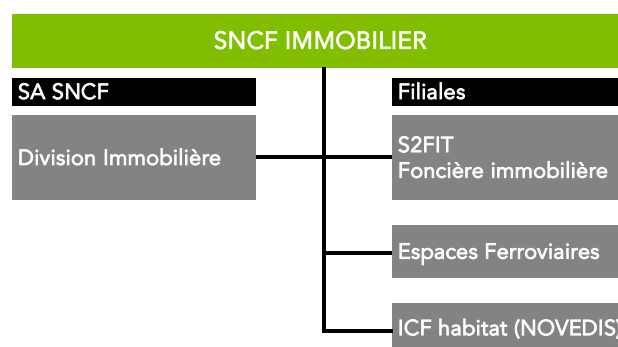 SNCF IMMOBILIER
SA SNCF
Filiales
Division Immobilière
S2FIT
Foncière immobilière
Espaces Ferroviaires
ICF habitat (NOVEDIS)